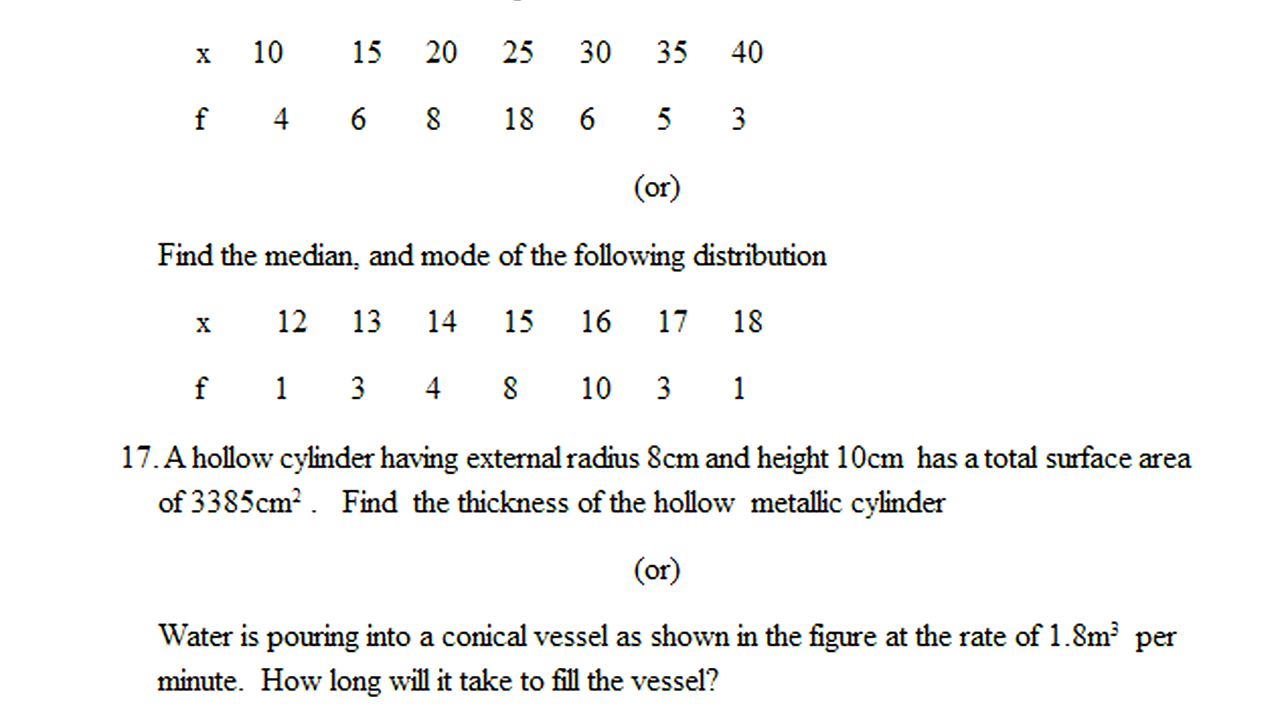 x 10 15 20 25 30 35 40
f 4 6 8 18 6 5 3
(or)
Find the median, and mode of the following distribution
x 12 13 14 15 16 17 18
f 1 3 4 8 10 3 1
17. A hollow cylinder having external radius 8cm and height 10cm has a total surface area
of 3385cm² . Find the thickness of the hollow metallic cylinder
(or)
Water is pouring into a conical vessel as shown in the figure at the rate of 1.8m³ per
minute. How long will it take to fill the vessel?